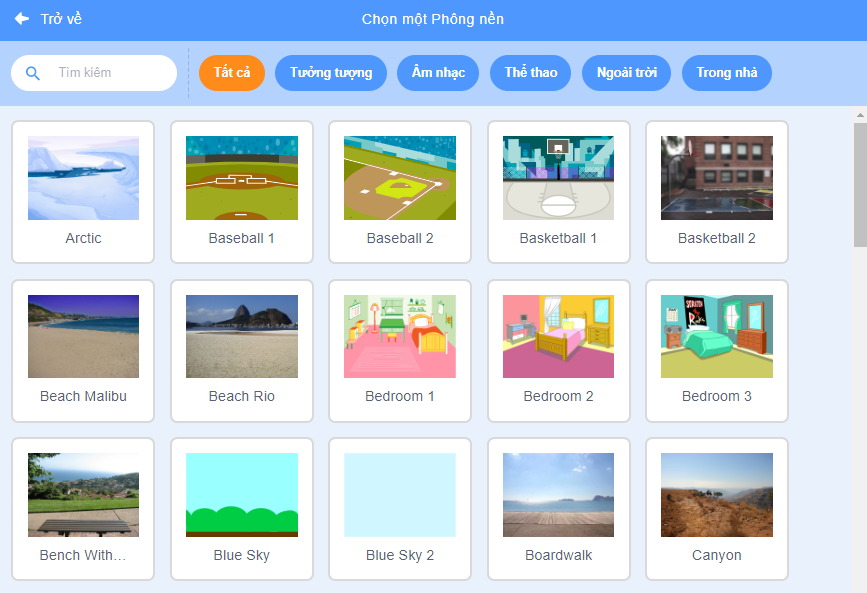 Trở về
Chọn một Phông nền
Tìm kiếm
Tất cả
Tưởng tượng
Âm nhạc
Thể thao
Ngoài trời
Trong nhà
Arctic
Baseball 1
Baseball 2
Basketball 1
Basketball 2
Beach Malibu
Beach Rio
Bedroom 1
Bedroom 2
Bedroom 3
Bench With...
Blue Sky
Blue Sky 2
Boardwalk
Canyon